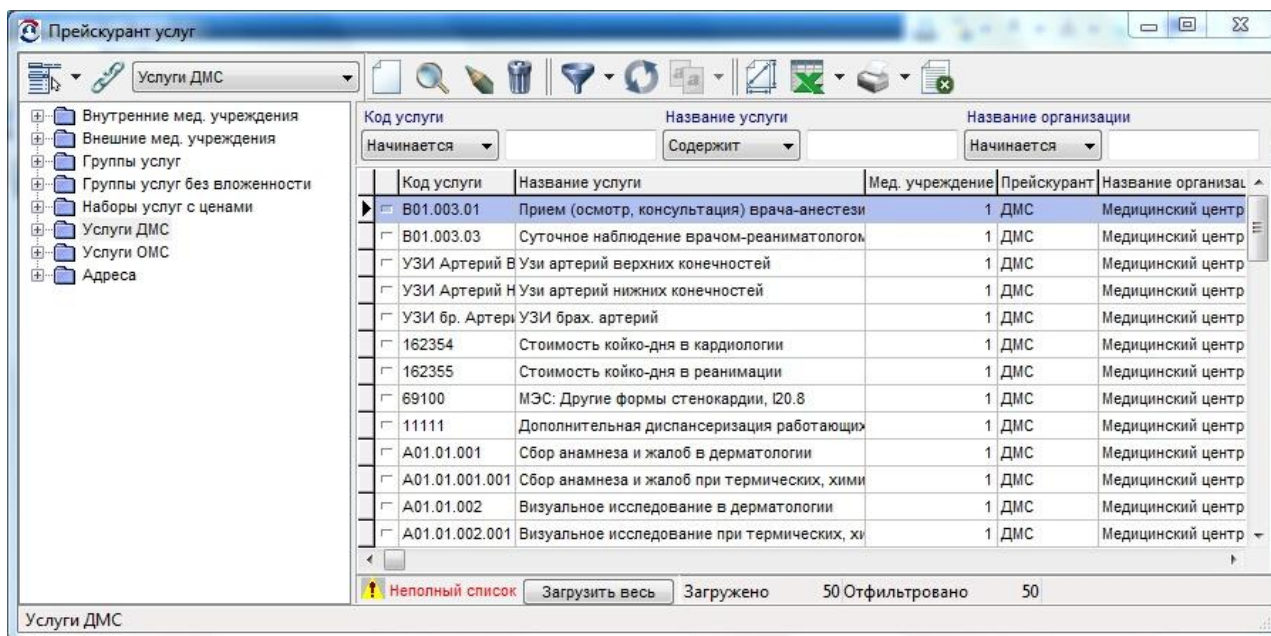 Прейскурант услуг
Услуги ДМС
Внутренние мед. учреждения
Внешние мед. учреждения
Группы услуг
Группы услуг без вложенности
Наборы услуг с ценами
Услуги ДМС
Услуги ОМС
Адреса
Код услуги Название услуги Название организации
Начинается Содержит Начинается
Код услуги Название услуги Мед. учреждение Прейскурант Название организац
B01.003.01 Прием (осмотр, консультация) врача-анестези 1 ДМС Медицинский центр
B01.003.03 Суточное наблюдение врачом-реаниматологом 1 ДМС Медицинский центр
УЗИ Артерий В Узи артерий верхних конечностей 1 ДМС Медицинский центр
УЗИ Артерий Н Узи артерий нижних конечностей 1 ДМС Медицинский центр
УЗИ бр. Артери УЗИ брах. артерий 1 ДМС Медицинский центр
162354 Стоимость койко-дня в кардиологии 1 ДМС Медицинский центр
162355 Стоимость койко-дня в реанимации 1 ДМС Медицинский центр
69100 МЭС: Другие формы стенокардии, I20.8 1 ДМС Медицинский центр
11111 Дополнительная диспансеризация работающих 1 ДМС Медицинский центр
A01.01.001 Сбор анамнеза и жалоб в дерматологии 1 ДМС Медицинский центр
A01.01.001.001 Сбор анамнеза и жалоб при термических, хими 1 ДМС Медицинский центр
A01.01.002 Визуальное исследование в дерматологии 1 ДМС Медицинский центр
A01.01.002.001 Визуальное исследование при термических, хи 1 ДМС Медицинский центр
Неполный список Загрузить весь Загружено 50 Отфильтровано 50
Услуги ДМС